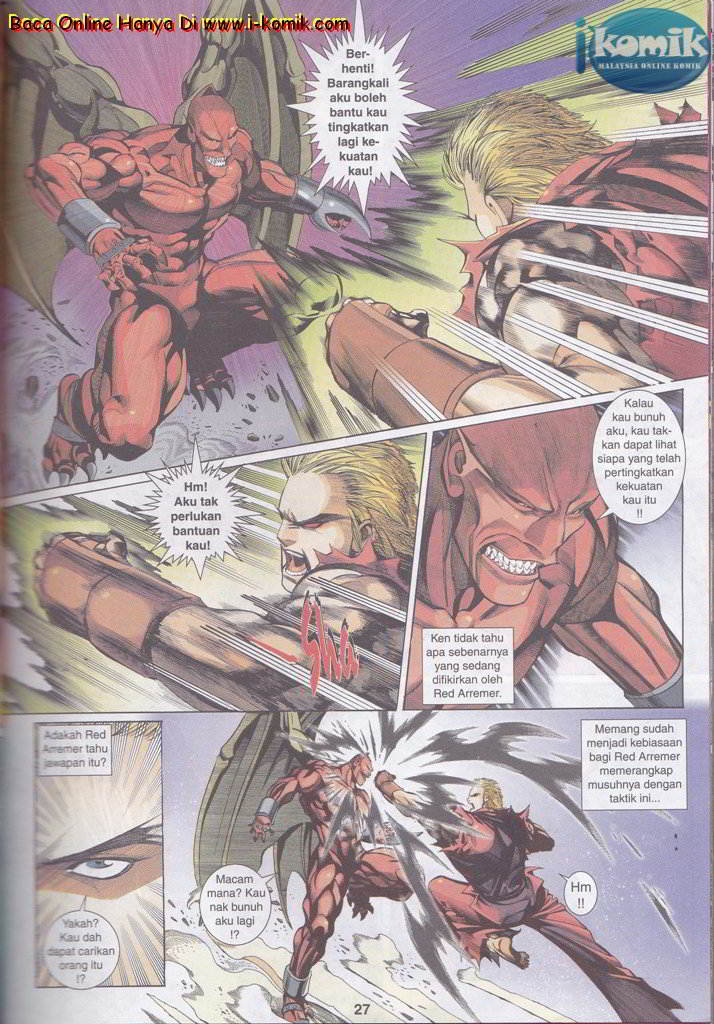 Baca Online Hanya Di www.i-komik.com
ikomik
MALAYSIA ONLINE KOMIK
Ber-
henti!
Barangkali
aku boleh
bantu kau
tingkatkan
lagi ke-
kuatan
kau!
Hm!
Aku tak
perlukan
bantuan
kau!
Sha
Kalau
kau bunuh
aku, kau tak-
kan dapat lihat
siapa yang telah
pertingkatkan
kekuatan
kau itu
!!
Ken tidak tahu
apa sebenarnya
yang sedang
difikirkan oleh
Red Arremer.
Adakah Red
Arremer tahu
jawapan itu?
Yakah?
Kau dah
dapat carikan
orang itu
!?
Memang sudah
menjadi kebiasaan
bagi Red Arremer
memerangkap
musuhnya dengan
taktik ini...
Macam
mana? Kau
nak bunuh
aku lagi
!?
Hm
!!
27